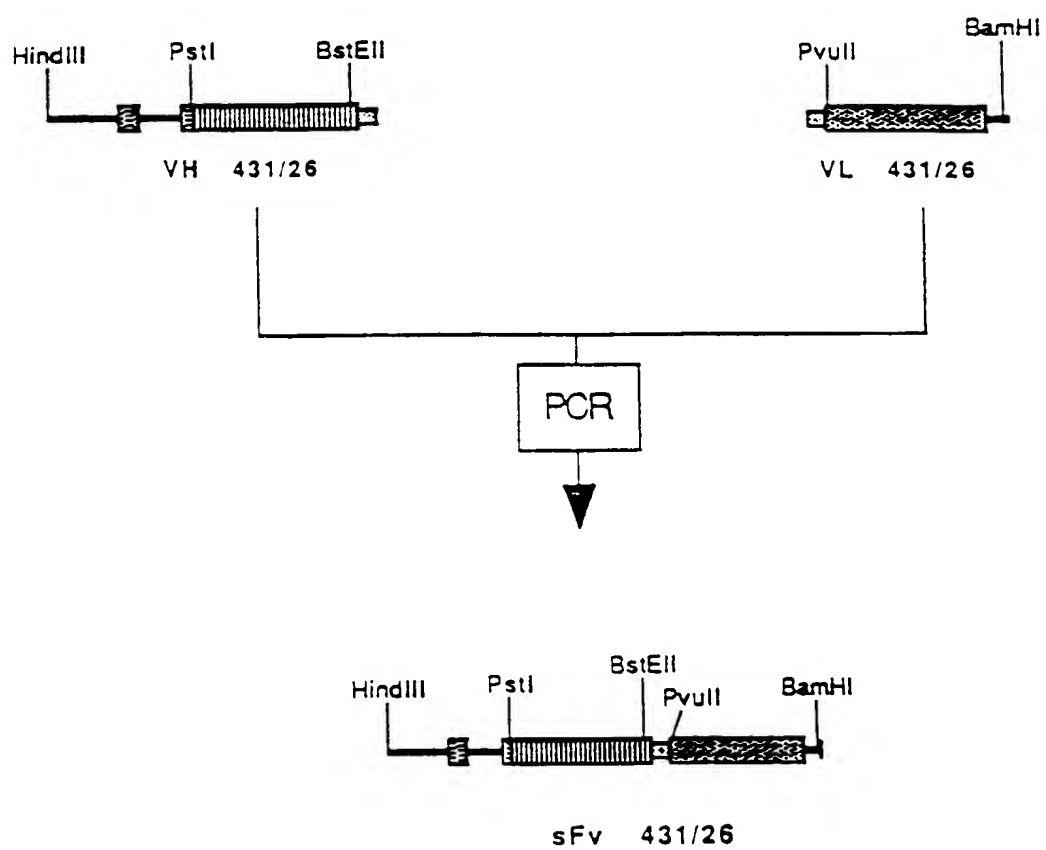 HindIII PstI BstEII PvuII BamHI
VH 431/26 VL 431/26
PCR
HindIII PstI BstEII PvuII BamHI
sFv 431/26